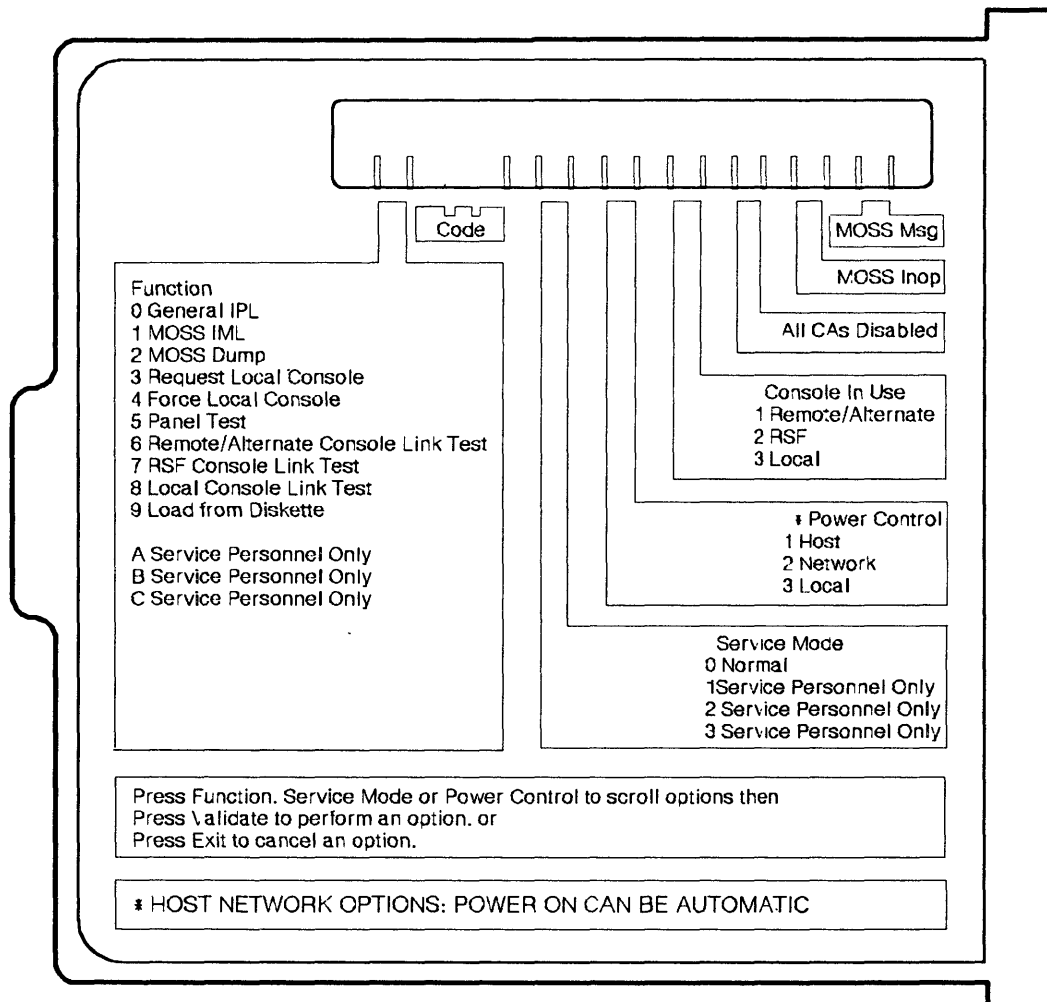 Code
Function
0 General IPL
1 MOSS IML
2 MOSS Dump
3 Request Local Console
4 Force Local Console
5 Panel Test
6 Remote/Alternate Console Link Test
7 RSF Console Link Test
8 Local Console Link Test
9 Load from Diskette
A Service Personnel Only
B Service Personnel Only
C Service Personnel Only
MOSS Msg
MOSS Inop
All CAs Disabled
Console In Use
1 Remote/Alternate
2 RSF
3 Local
* Power Control
1 Host
2 Network
3 Local
Service Mode
0 Normal
1Service Personnel Only
2 Service Personnel Only
3 Service Personnel Only
Press Function. Service Mode or Power Control to scroll options then
Press Validate to perform an option. or
Press Exit to cancel an option.
* HOST NETWORK OPTIONS: POWER ON CAN BE AUTOMATIC